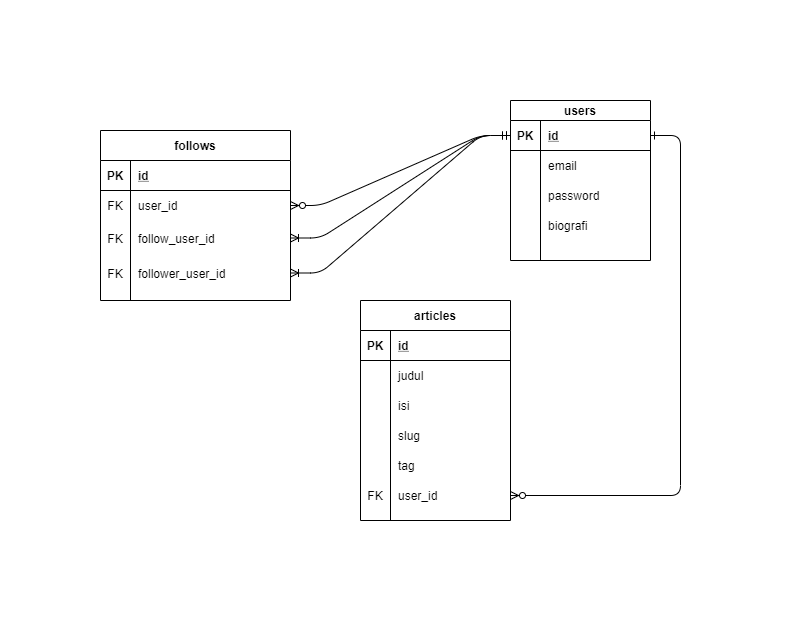 follows
PK id
FK user_id
FK follow_user_id
FK follower_user_id
users
PK id
email
password
biografi
articles
PK id
judul
isi
slug
tag
FK user_id